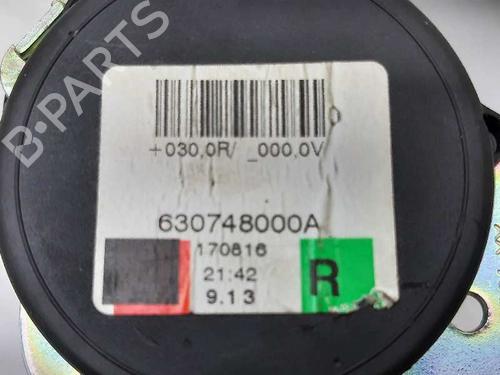 B-PARTS
+030,0R/ _000,0V
630748000A
170816
21:42
9.13
R